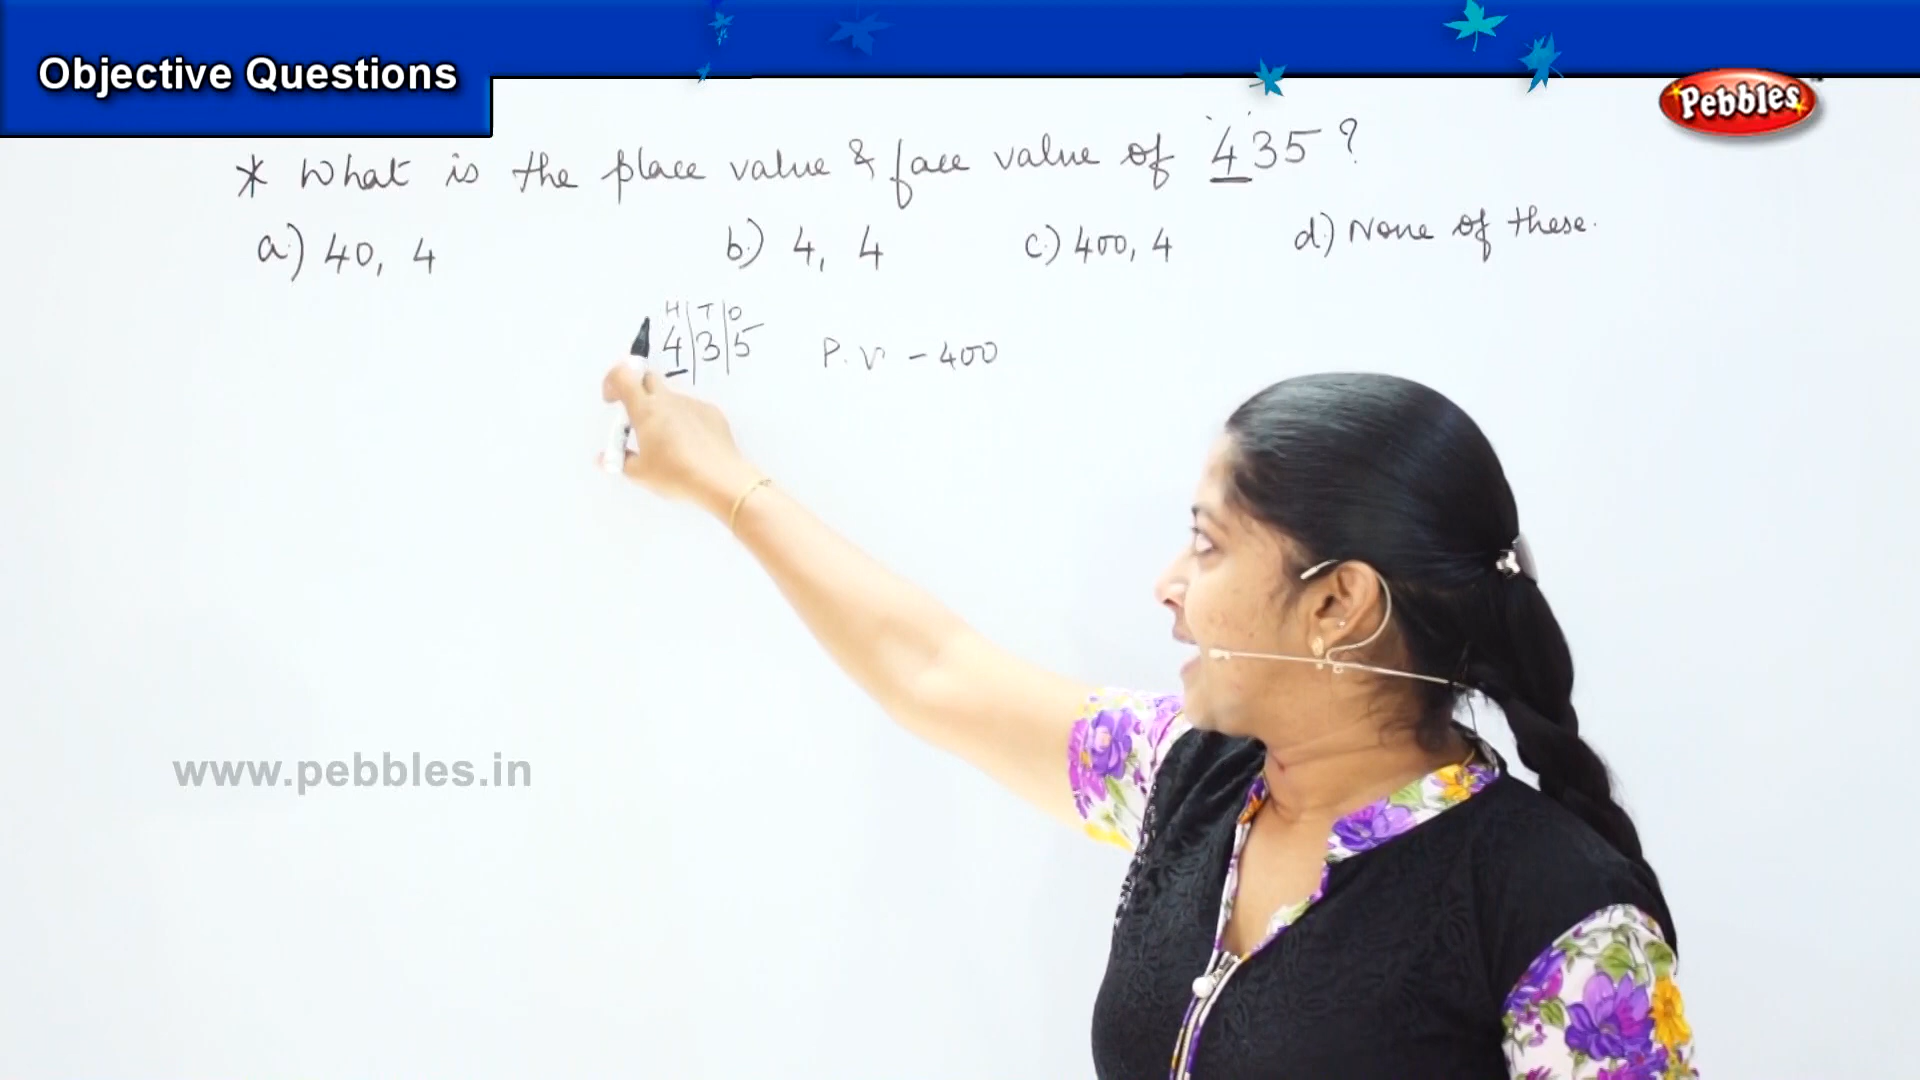 Objective Questions
Pebbles
* What is the place value & face value of 435?
a.) 40, 4 b.) 4, 4 c.) 400, 4 d.) None of these.
H T O
4 3 5 P. V - 400
www.pebbles.in